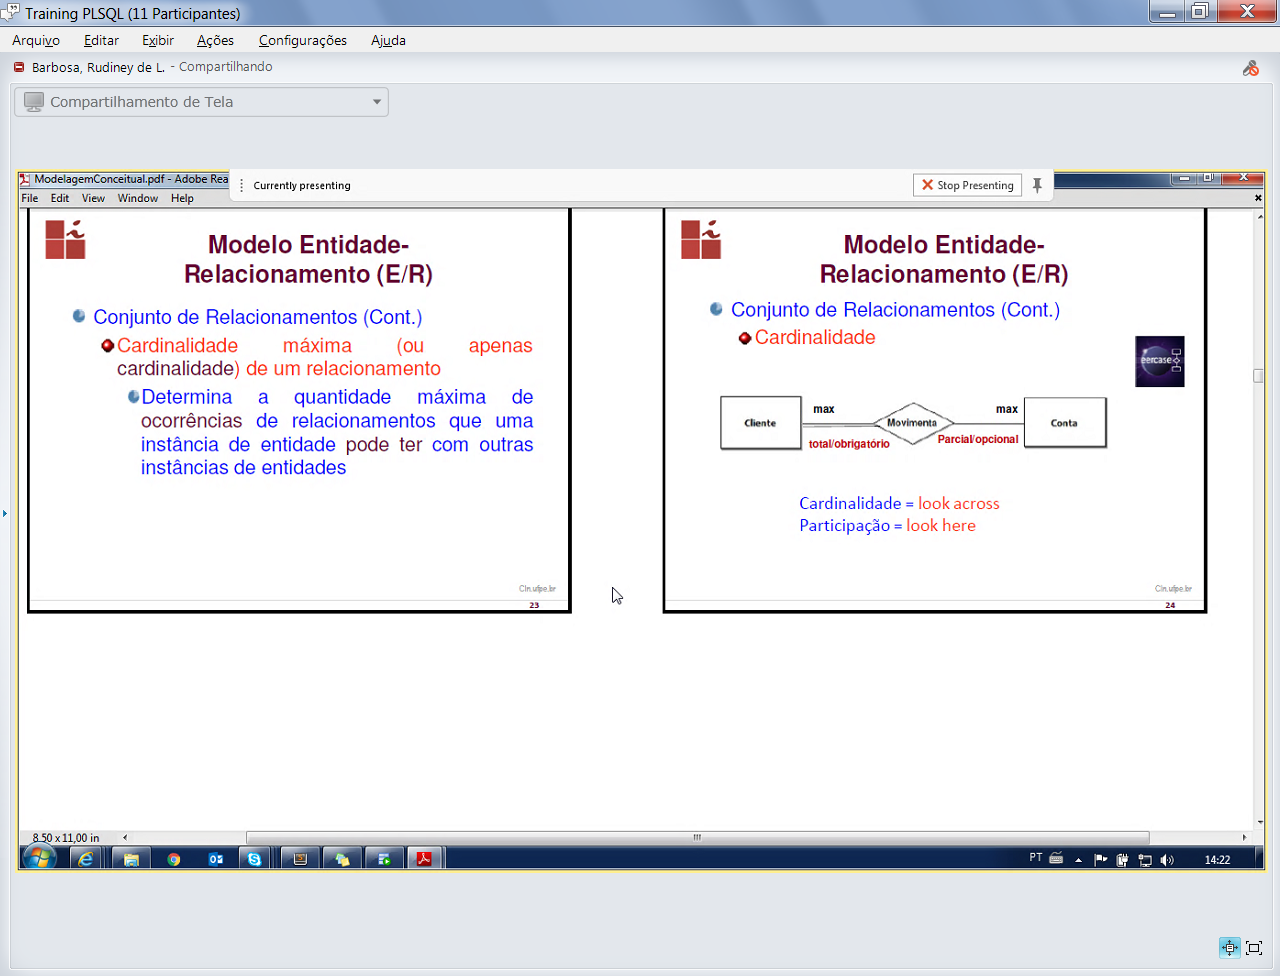 Training PLSQL (11 Participantes)
Arquivo Editar Exibir Ações Configurações Ajuda
Barbosa, Rudiney de L. - Compartilhando
Compartilhamento de Tela
ModelagemConceitual.pdf - Adobe Rea
Currently presenting
Stop Presenting
File Edit View Window Help
Modelo Entidade-
Relacionamento (E/R)
Conjunto de Relacionamentos (Cont.)
Cardinalidade máxima (ou apenas
cardinalidade) de um relacionamento
Determina a quantidade máxima de
ocorrências de relacionamentos que uma
instância de entidade pode ter com outras
instâncias de entidades
CIn.ufpe.br
23
Modelo Entidade-
Relacionamento (E/R)
Conjunto de Relacionamentos (Cont.)
Cardinalidade
eercase
max max
Cliente Movimenta Conta
total/obrigatório Parcial/opcional
Cardinalidade = look across
Participação = look here
CIn.ufpe.br
24
8,50 x 11,00 in
PT
14:22